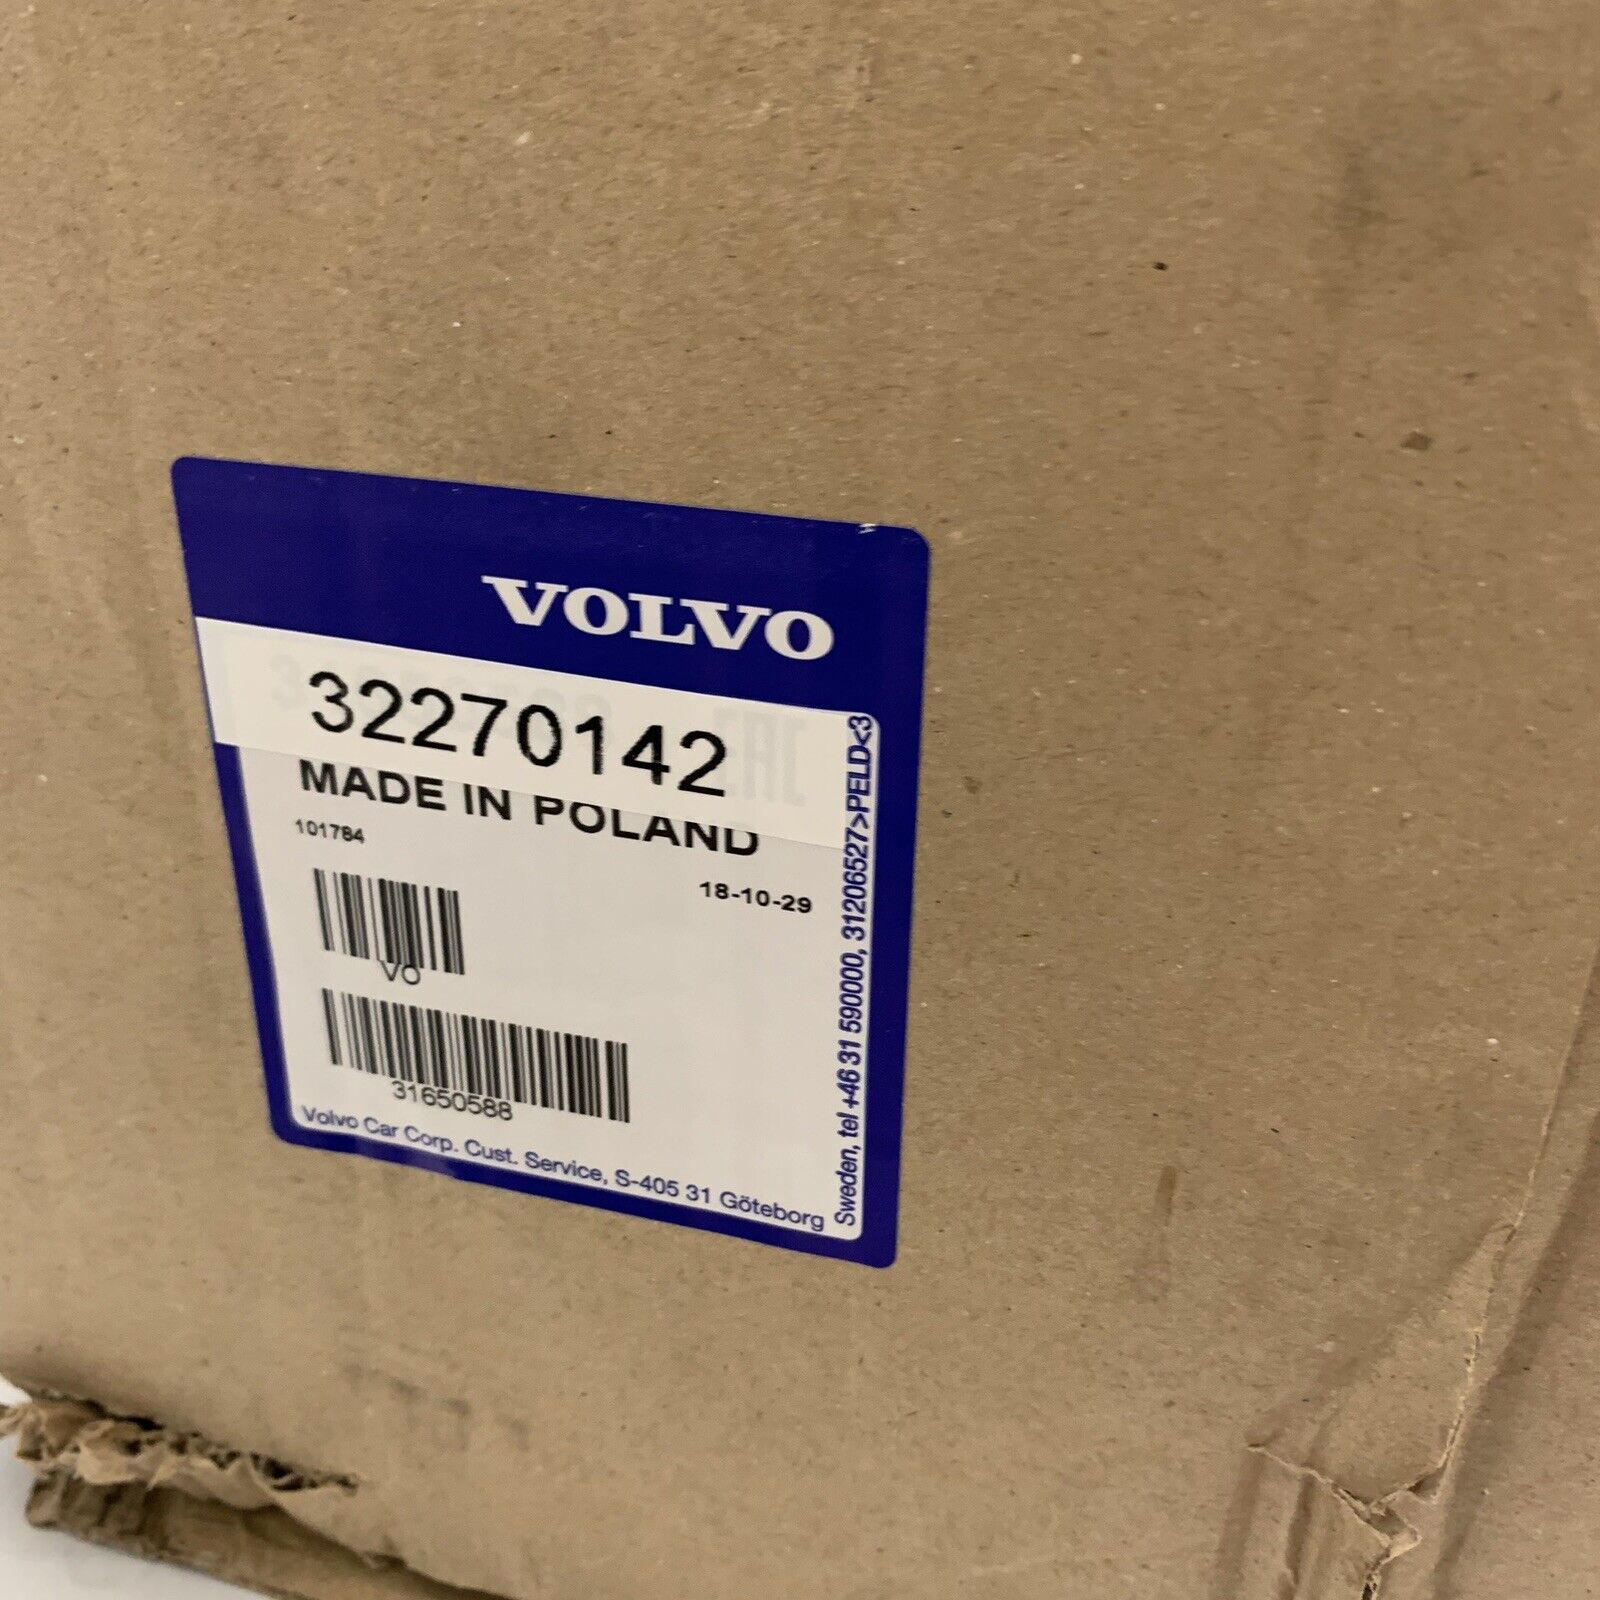 VOLVO
32270142
MADE IN POLAND
101784
18-10-29
VO
31650588
Volvo Car Corp. Cust. Service, S-405 31 Göteborg
Sweden, tel +46 31 590000, 31206527>PELD<3